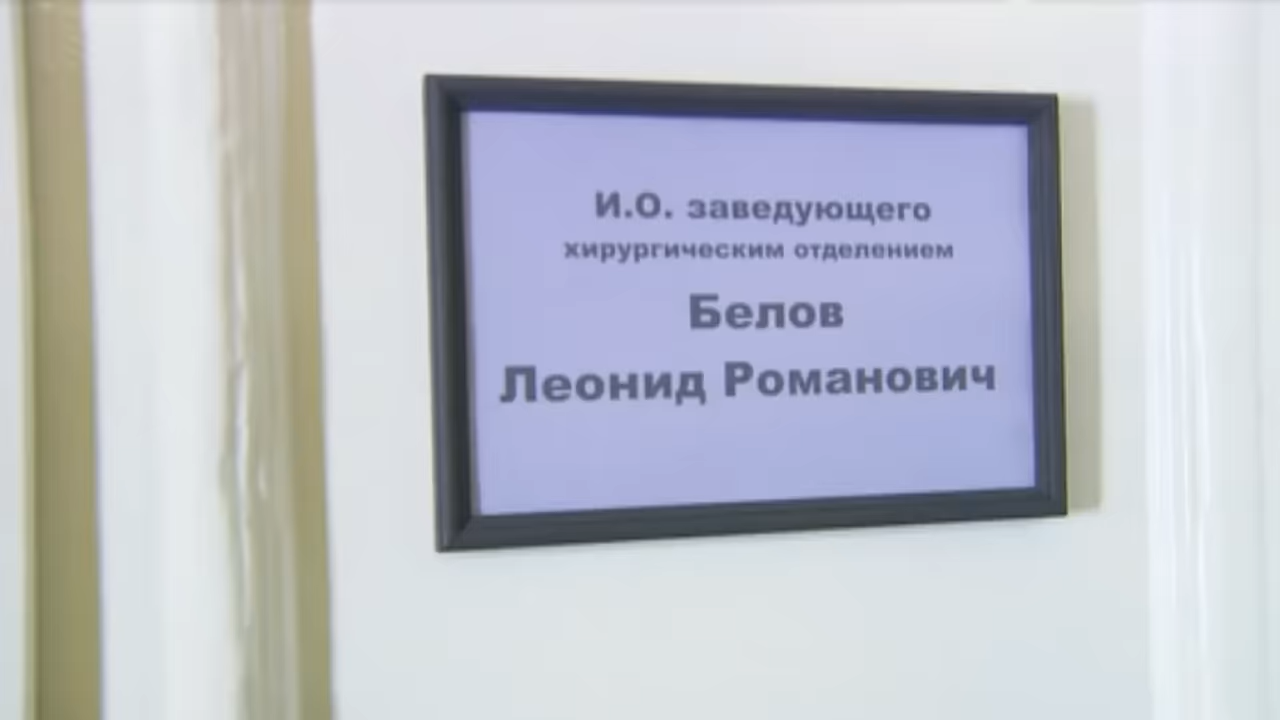 И.О. заведующего
хирургическим отделением
Белов
Леонид Романович